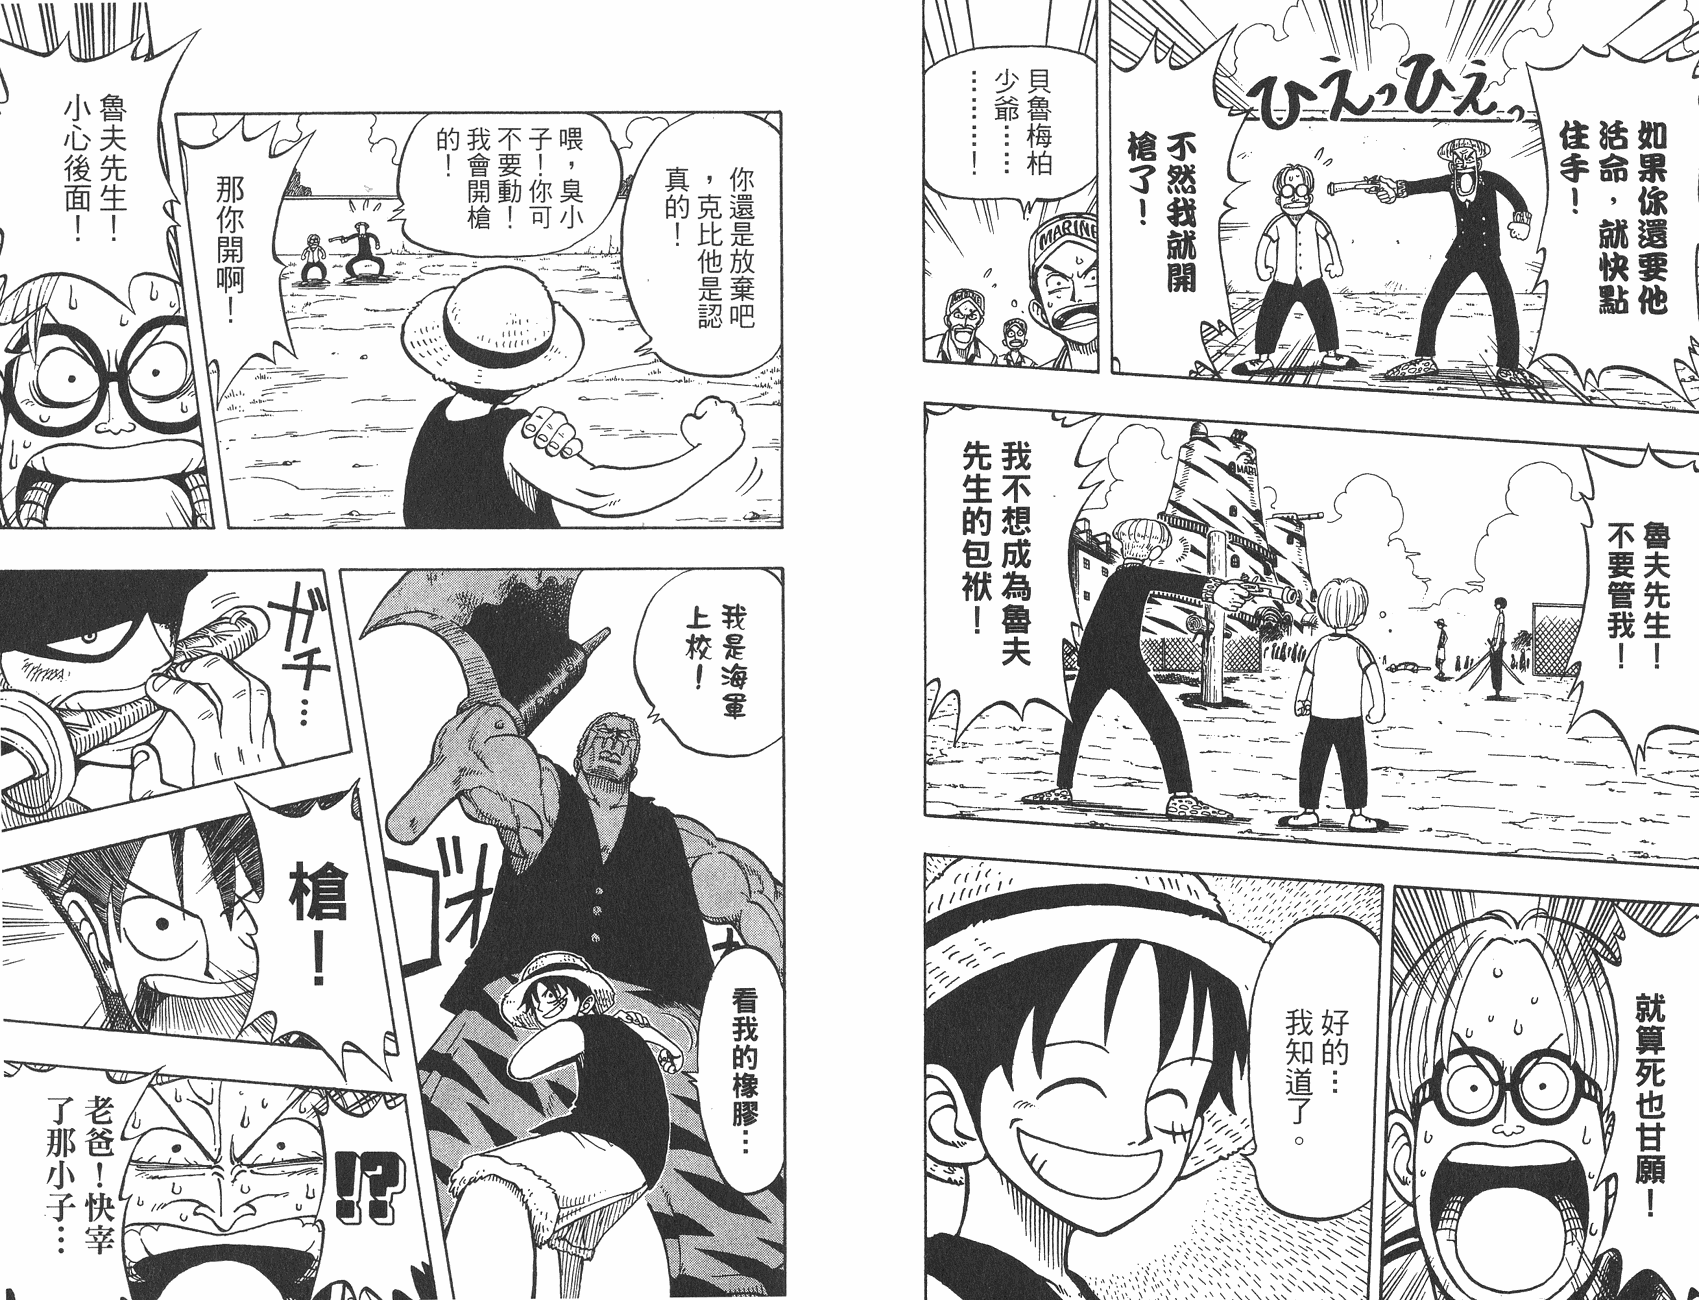 如果你還要他
活命，就快點
住手！
ひえっひえっ
不然我就開
槍了！
貝魯梅柏
少爺……
………！
MARINE
魯夫先生！
不要管我！
我不想成為魯夫
先生的包袱！
就算死也甘願！
好的…
我知道了。
你還是放棄吧
，克比他是認
真的！
喂，臭小
子！你可
不要動！
我會開槍
的！
那你開啊！
魯夫先生！
小心後面！
我是海軍
上校！
ゴオォ
看我的橡膠…
ガチ…
槍！
!?
老爸！快宰
了那小子…